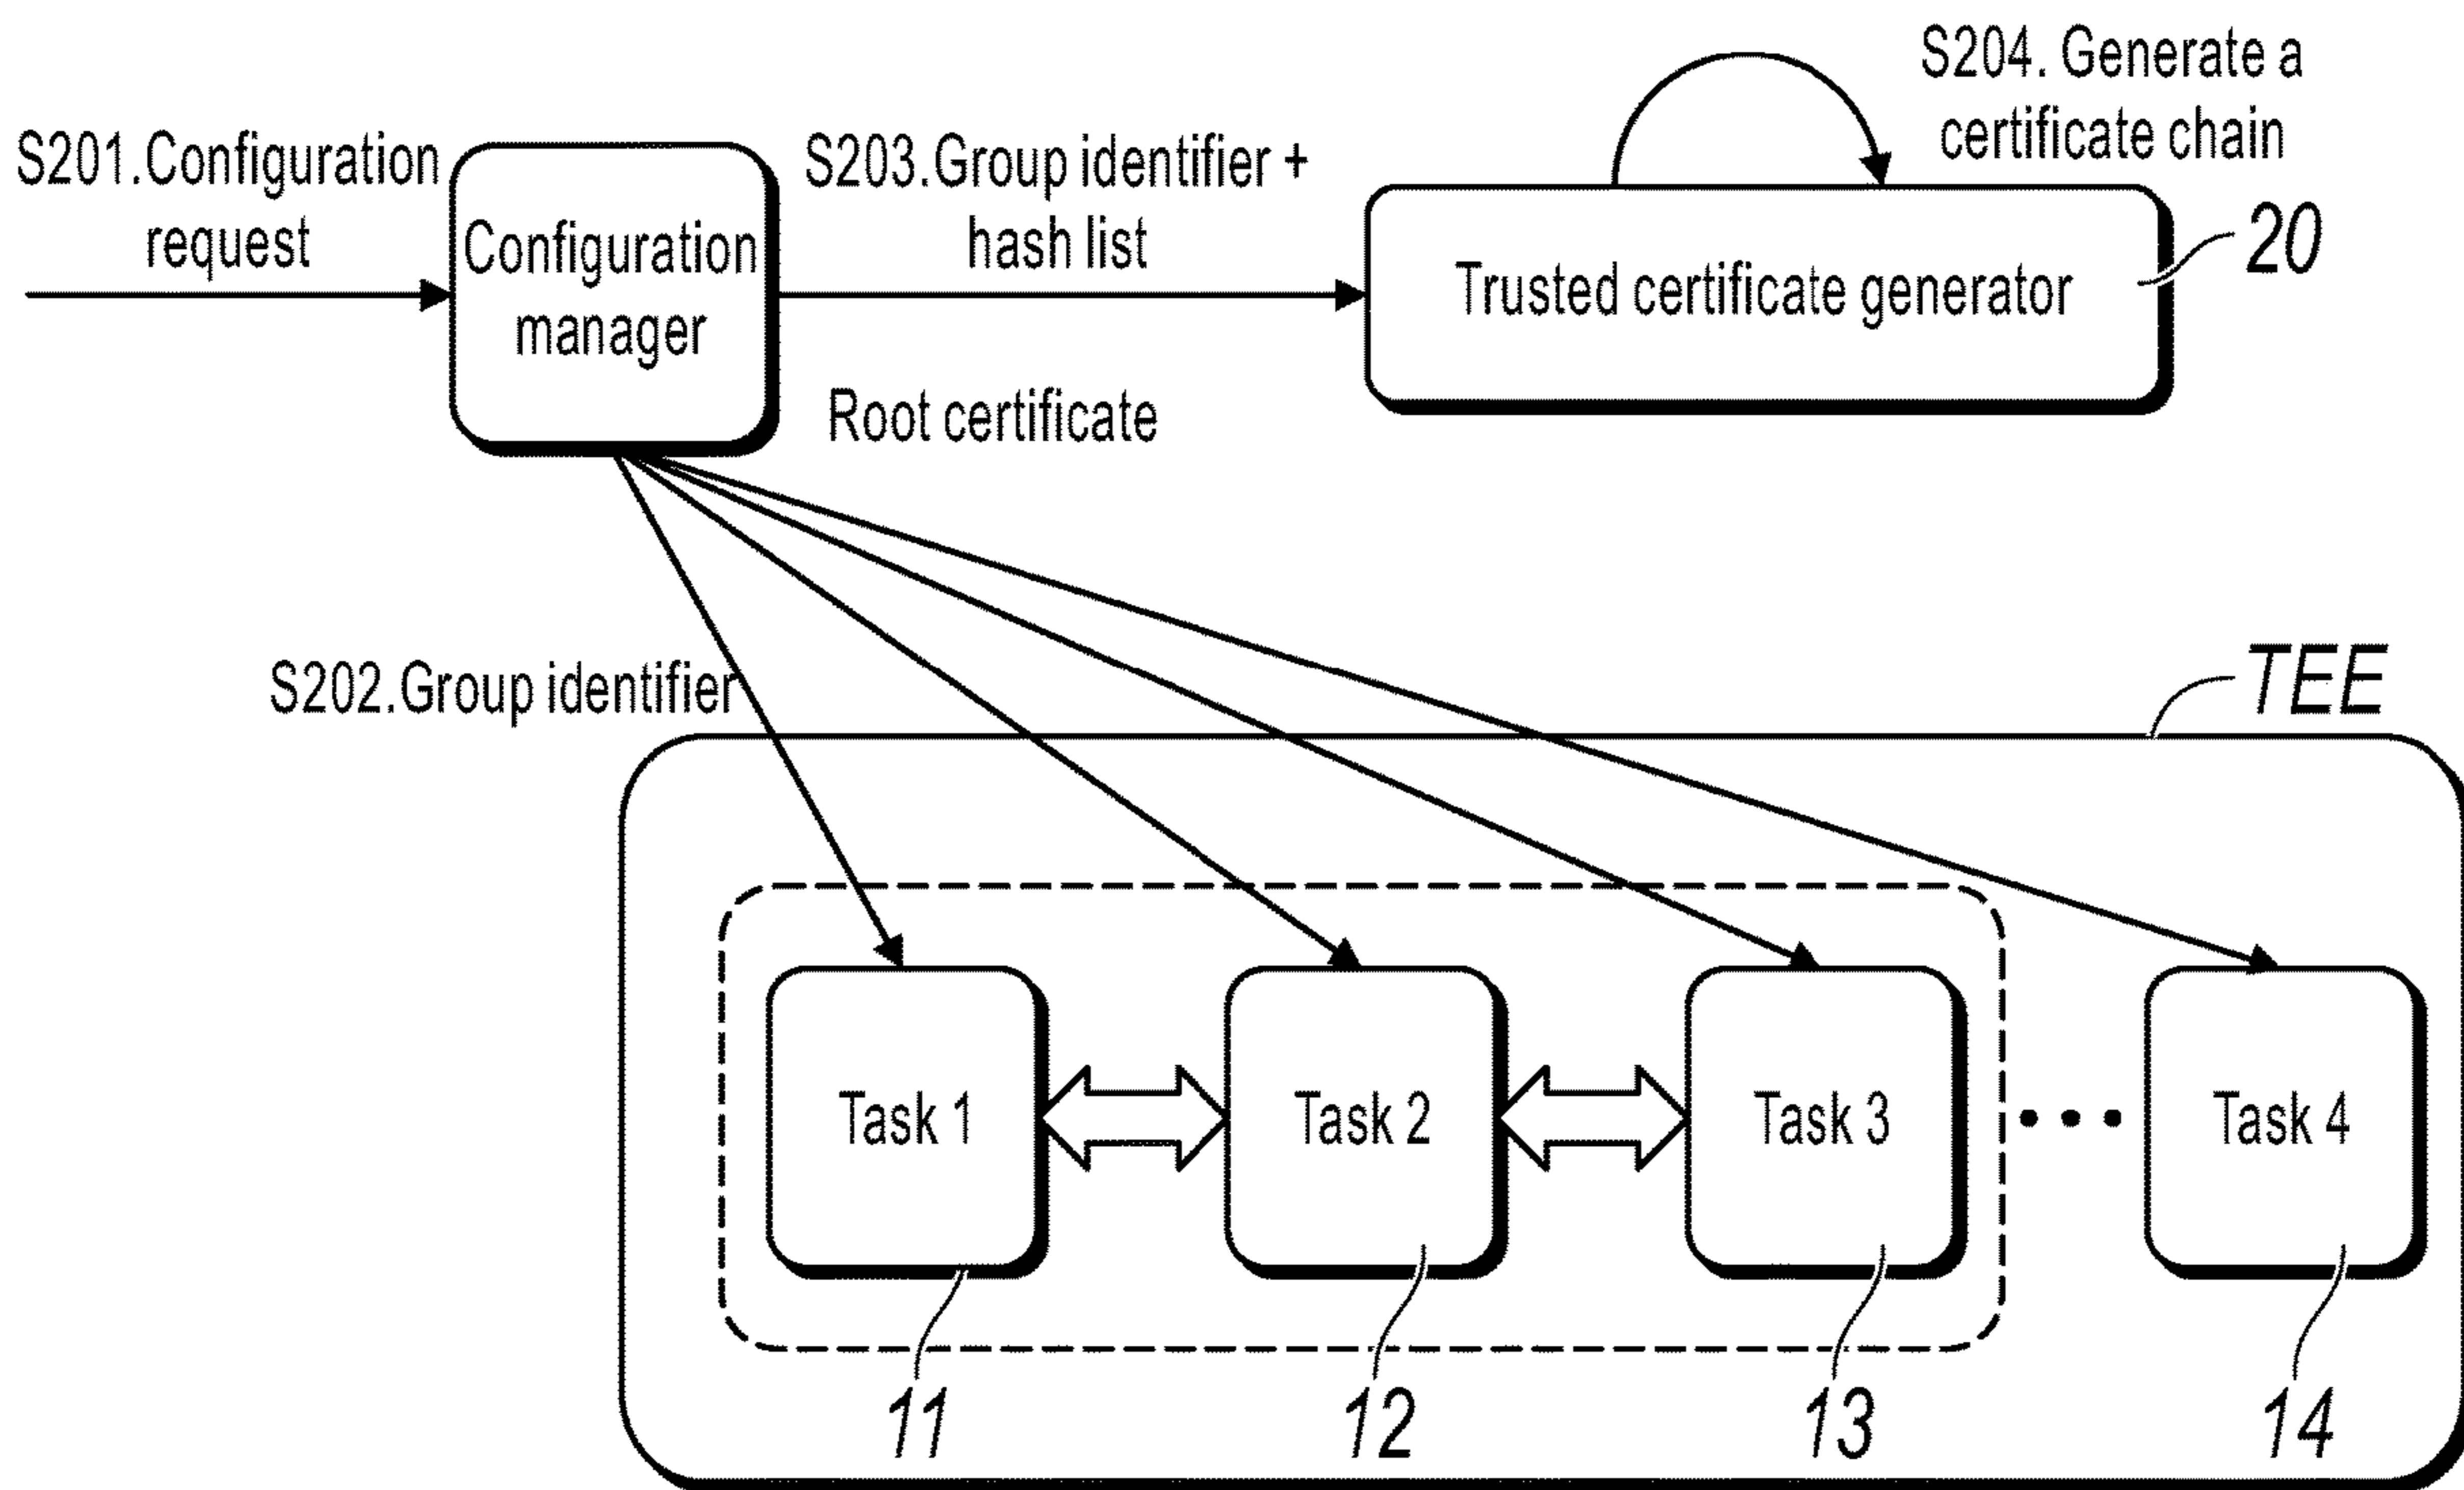 S204. Generate a
certificate chain
S201.Configuration
request
Configuration
manager
S203.Group identifier +
hash list
Trusted certificate generator
20
Root certificate
S202.Group identifier
TEE
Task 1
Task 2
Task 3
Task 4
11
12
13
14